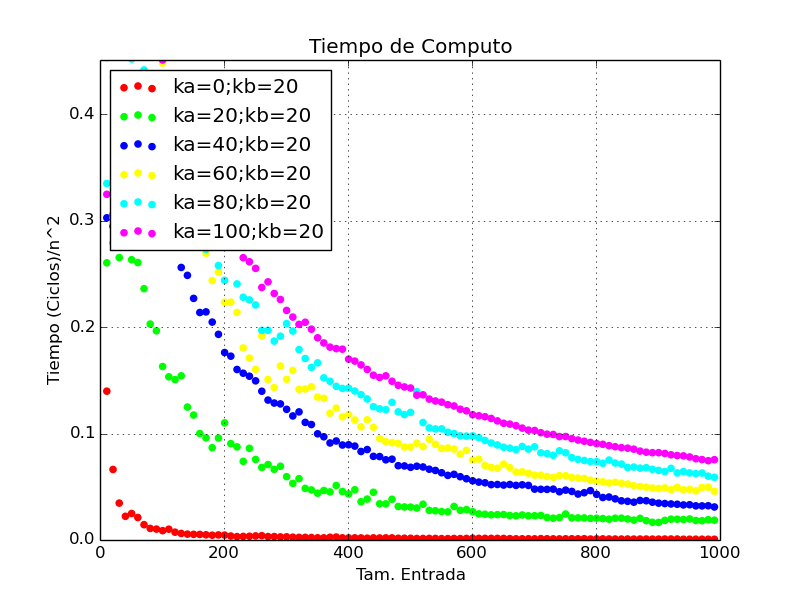 Tiempo de Computo
ka=0;kb=20
ka=20;kb=20
ka=40;kb=20
ka=60;kb=20
ka=80;kb=20
ka=100;kb=20
Tiempo (Ciclos)/n^2
0.4
0.3
0.2
0.1
0.0
0 200 400 600 800 1000
Tam. Entrada